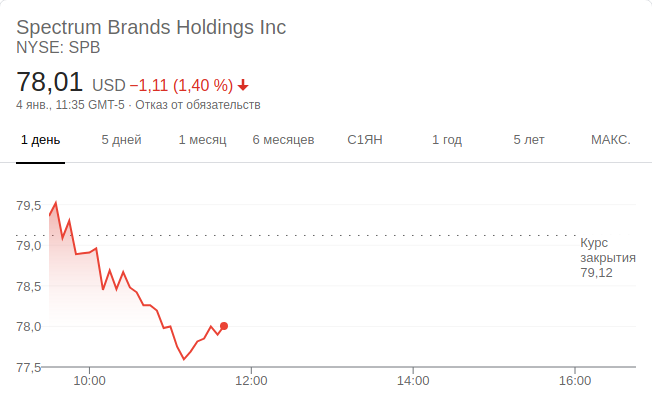 Spectrum Brands Holdings Inc
NYSE: SPB
78,01 USD −1,11 (1,40 %)
4 янв., 11:35 GMT-5 · Отказ от обязательств
1 день 5 дней 1 месяц 6 месяцев С1ЯН 1 год 5 лет МАКС.
79,5
79,0
Курс
закрытия
79,12
78,5
78,0
77,5
10:00 12:00 14:00 16:00